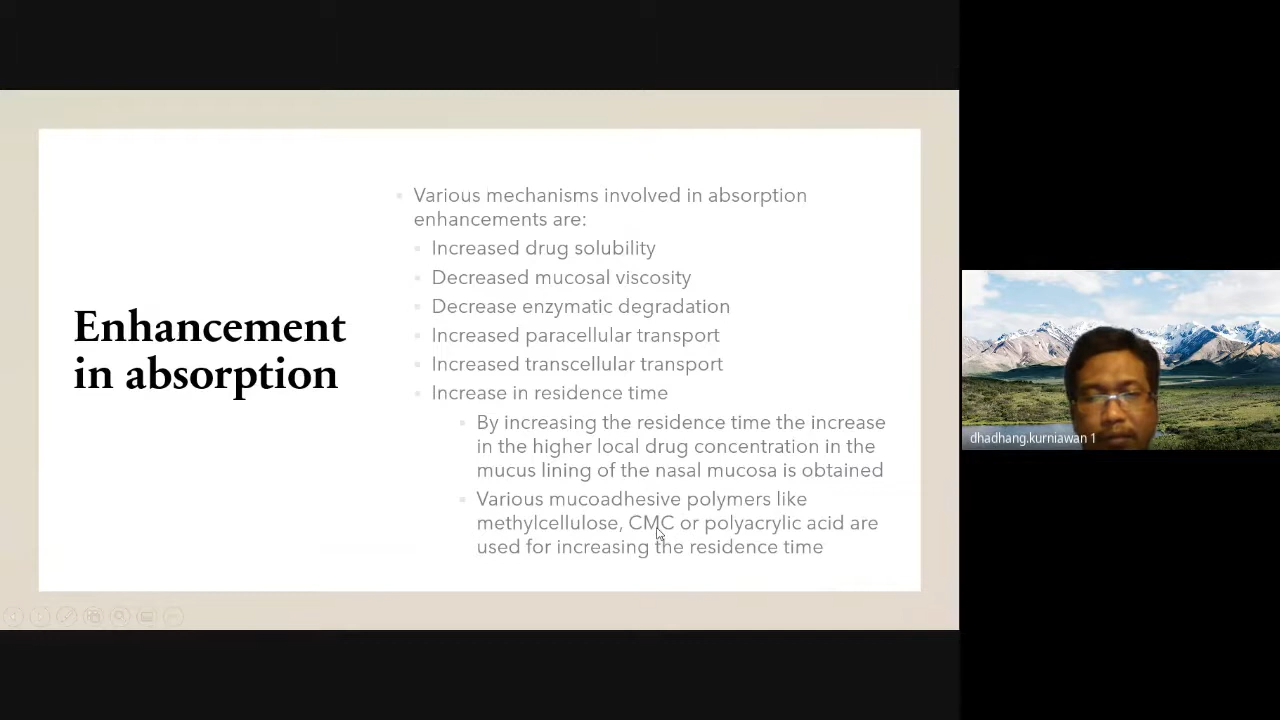 Enhancement
in absorption
Various mechanisms involved in absorption
enhancements are:
Increased drug solubility
Decreased mucosal viscosity
Decrease enzymatic degradation
Increased paracellular transport
Increased transcellular transport
Increase in residence time
By increasing the residence time the increase
in the higher local drug concentration in the
mucus lining of the nasal mucosa is obtained
Various mucoadhesive polymers like
methylcellulose, CMC or polyacrylic acid are
used for increasing the residence time
dhadhang.kurniawan 1